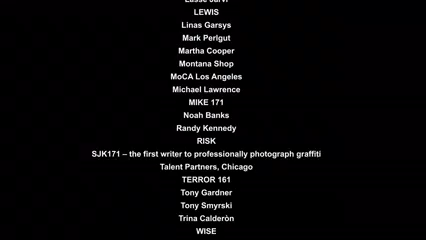 LEWIS
Linas Garsys
Mark Perlgut
Martha Cooper
Montana Shop
MoCA Los Angeles
Michael Lawrence
MIKE 171
Noah Banks
Randy Kennedy
RISK
SJK171 – the first writer to professionally photograph graffiti
Talent Partners, Chicago
TERROR 161
Tony Gardner
Tony Smyrski
Trina Calderòn
WISE